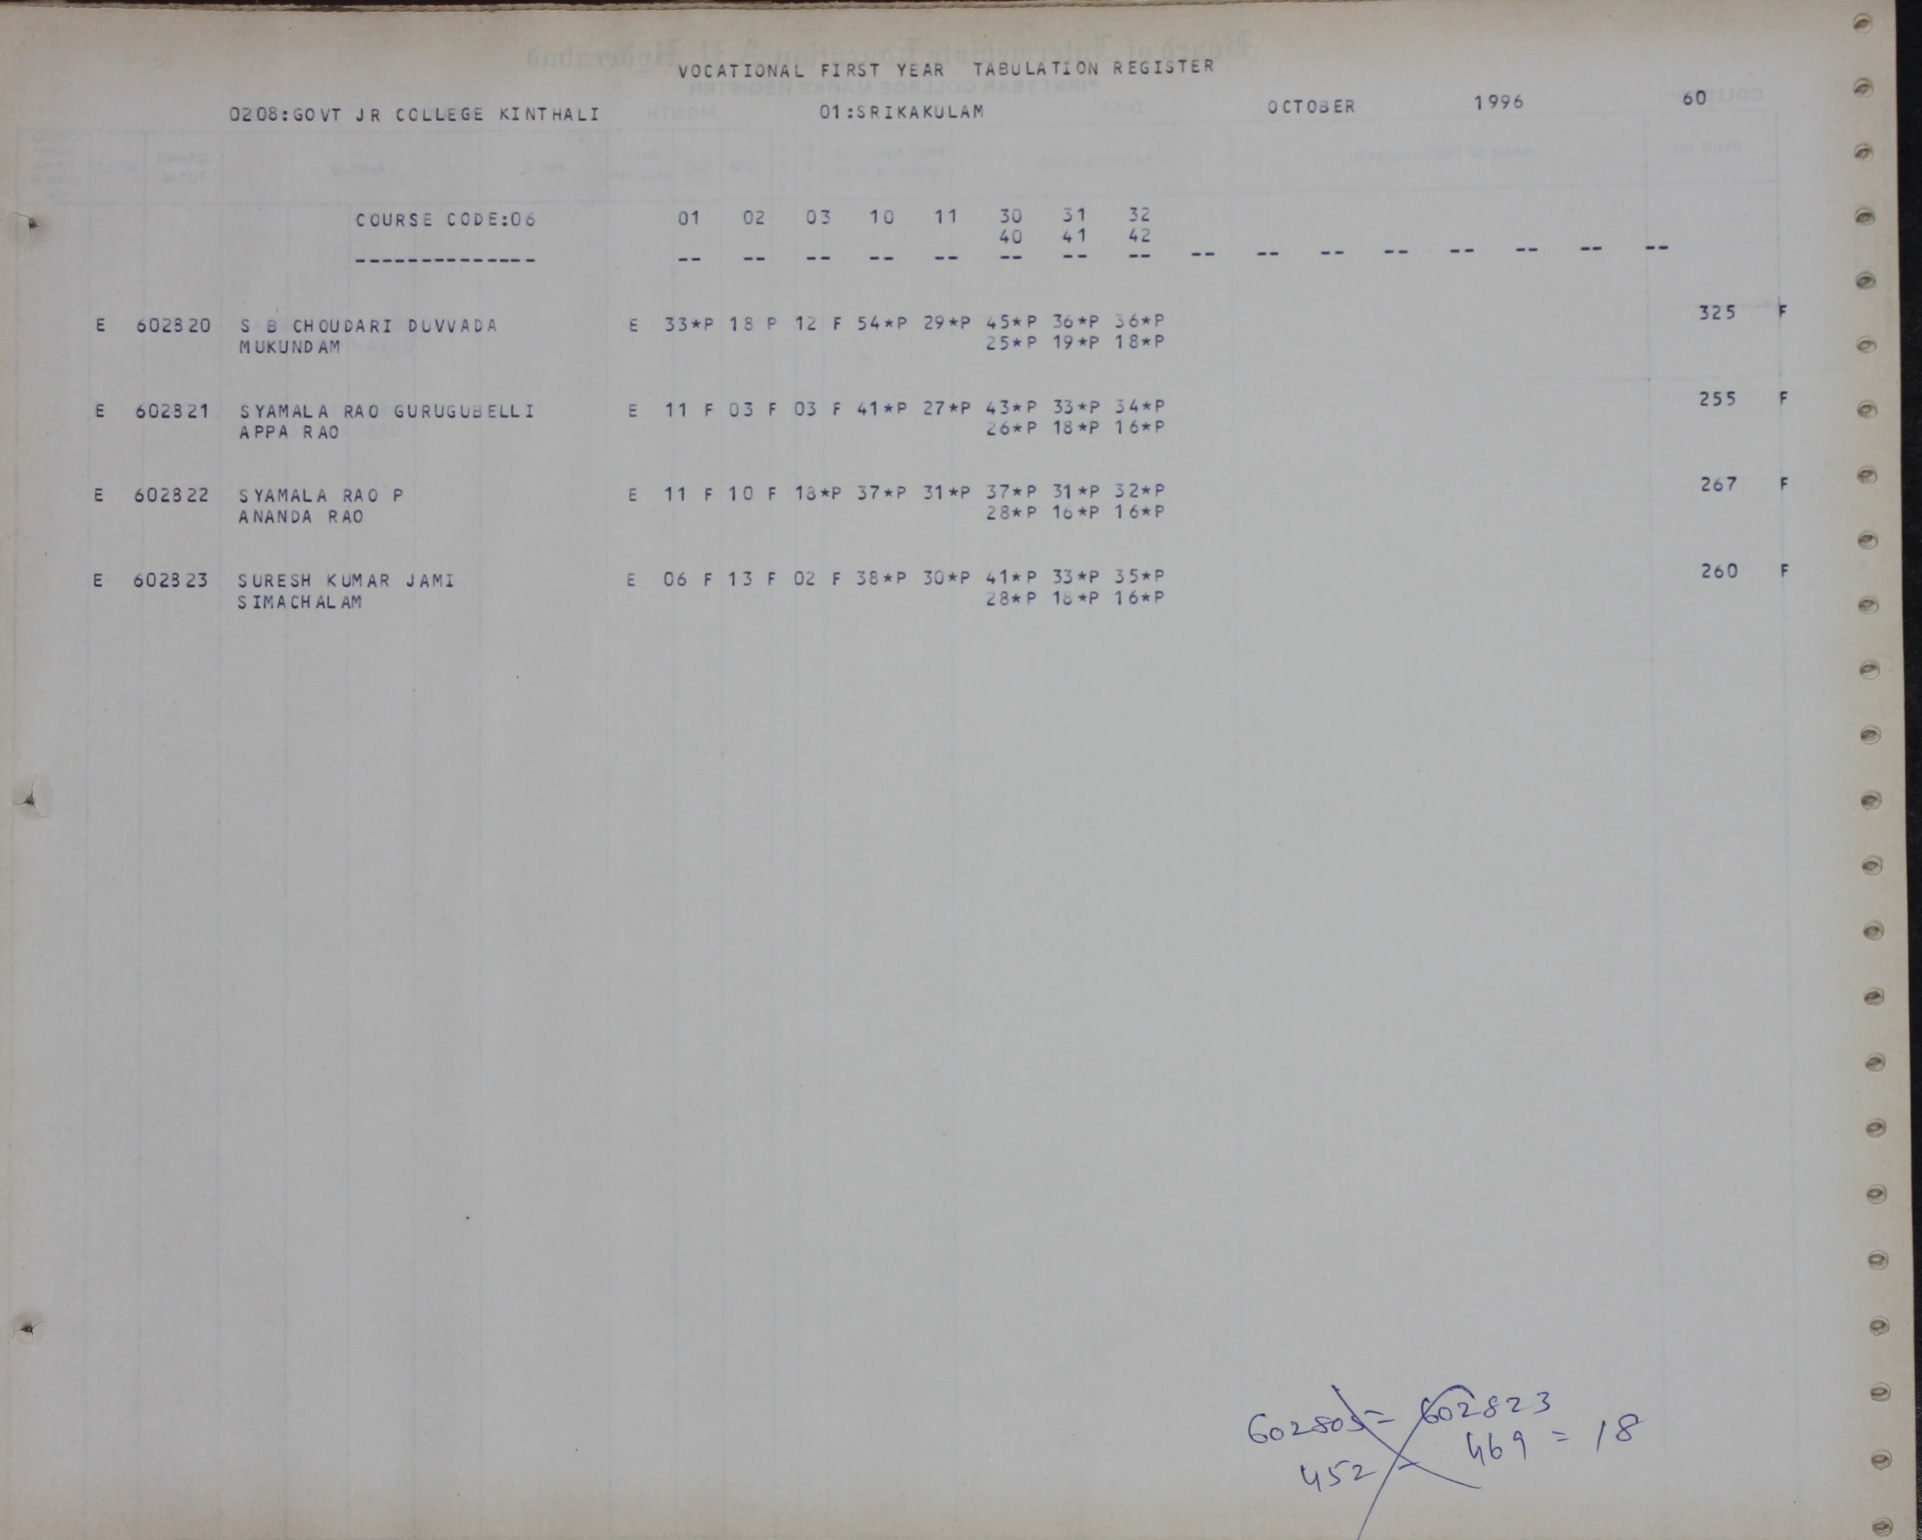 VOCATIONAL FIRST YEAR TABULATION REGISTER
0208:GOVT JR COLLEGE KINTHALI 01:SRIKAKULAM OCTOBER 1996 60
COURSE CODE:06 01 02 03 10 11 30 31 32
40 41 42
-------------- -- -- -- -- -- -- -- -- -- -- -- -- -- -- -- --
E 602820 S B CHOUDARI DUVVADA E 33*P 18 P 12 F 54*P 29*P 45*P 36*P 36*P 325 F
MUKUNDAM 25*P 19*P 18*P
E 602821 SYAMALA RAO GURUGUBELLI E 11 F 03 F 03 F 41*P 27*P 43*P 33*P 34*P 255 F
APPA RAO 26*P 18*P 16*P
E 602822 SYAMALA RAO P E 11 F 10 F 18*P 37*P 31*P 37*P 31*P 32*P 267 F
ANANDA RAO 28*P 16*P 16*P
E 602823 SURESH KUMAR JAMI E 06 F 13 F 02 F 38*P 30*P 41*P 33*P 35*P 260 F
SIMACHALAM 28*P 18*P 16*P
602805 = 602823
452 - 469 = 18